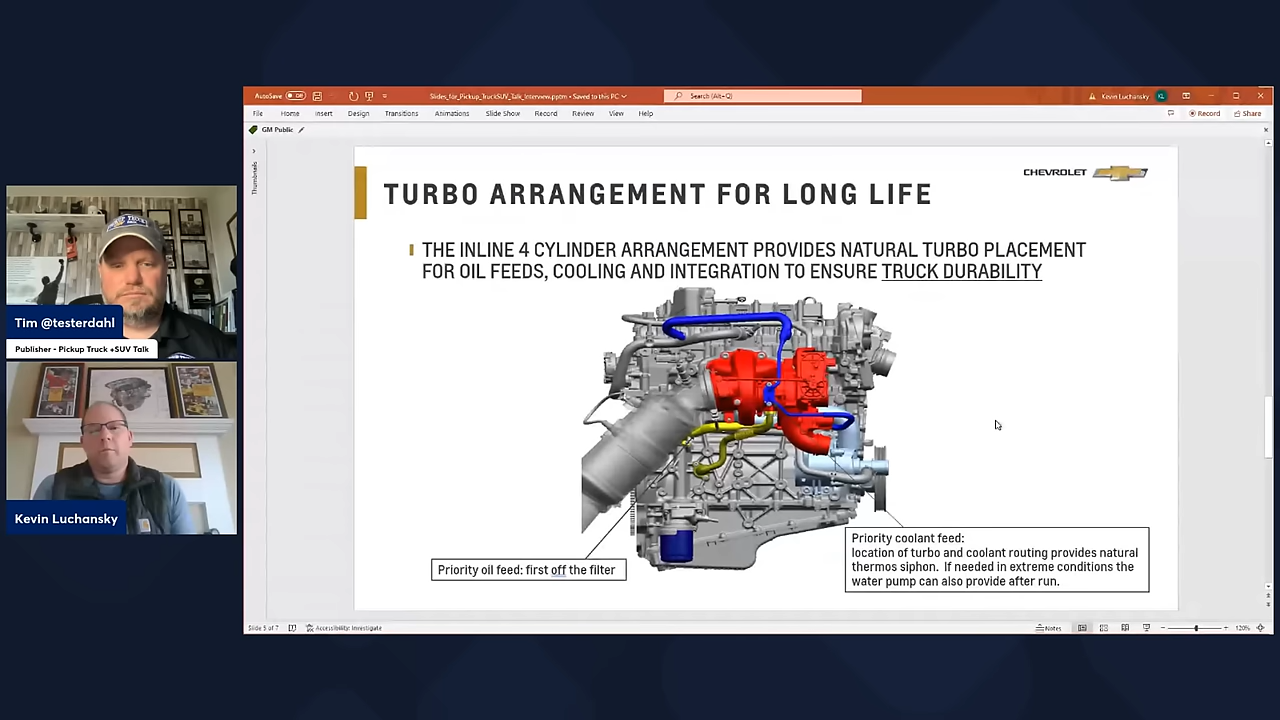 AutoSave
Off
Slides_for_Pickup_TruckSUV_Talk_Interview.pptm • Saved to this PC
Search (Alt+Q)
Kevin Luchansky
KL
File Home Insert Design Transitions Animations Slide Show Record Review View Help
Record
Share
GM Public
Thumbnails
CHEVROLET
TURBO ARRANGEMENT FOR LONG LIFE
THE INLINE 4 CYLINDER ARRANGEMENT PROVIDES NATURAL TURBO PLACEMENT
FOR OIL FEEDS, COOLING AND INTEGRATION TO ENSURE TRUCK DURABILITY
Priority oil feed: first off the filter
Priority coolant feed:
location of turbo and coolant routing provides natural
thermos siphon. If needed in extreme conditions the
water pump can also provide after run.
Tim @testerdahl
Publisher - Pickup Truck +SUV Talk
Kevin Luchansky
Slide 5 of 7
Accessibility: Investigate
Notes
120%